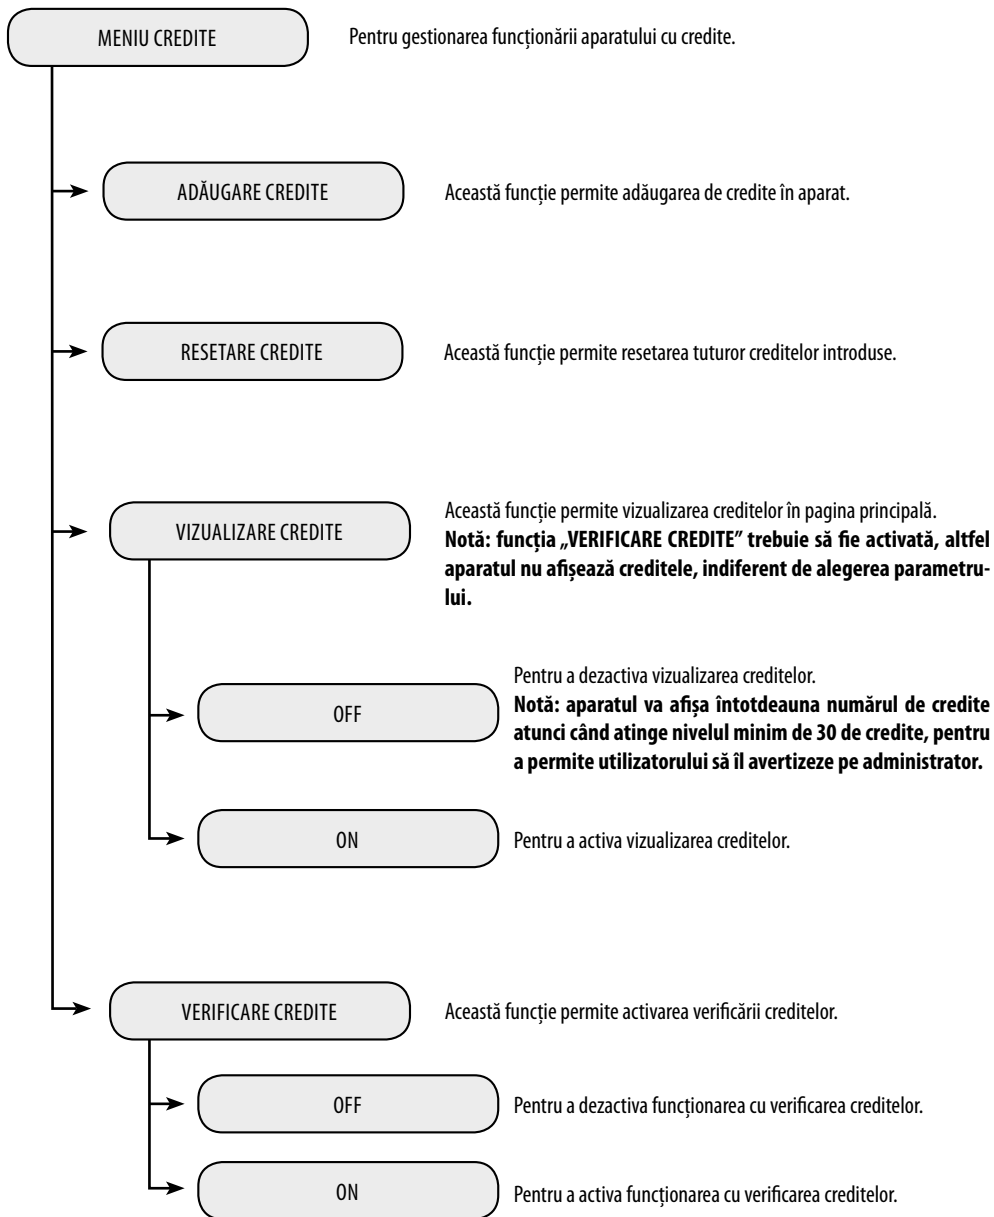 MENIU CREDITE
Pentru gestionarea funcționării aparatului cu credite.
ADĂUGARE CREDITE
Această funcție permite adăugarea de credite în aparat.
RESETARE CREDITE
Această funcție permite resetarea tuturor creditelor introduse.
VIZUALIZARE CREDITE
Această funcție permite vizualizarea creditelor în pagina principală.
Notă: funcția „VERIFICARE CREDITE” trebuie să fie activată, altfel
aparatul nu afișează creditele, indiferent de alegerea parametru-
lui.
OFF
Pentru a dezactiva vizualizarea creditelor.
Notă: aparatul va afișa întotdeauna numărul de credite
atunci când atinge nivelul minim de 30 de credite, pentru
a permite utilizatorului să îl avertizeze pe administrator.
ON
Pentru a activa vizualizarea creditelor.
VERIFICARE CREDITE
Această funcție permite activarea verificării creditelor.
OFF
Pentru a dezactiva funcționarea cu verificarea creditelor.
ON
Pentru a activa funcționarea cu verificarea creditelor.